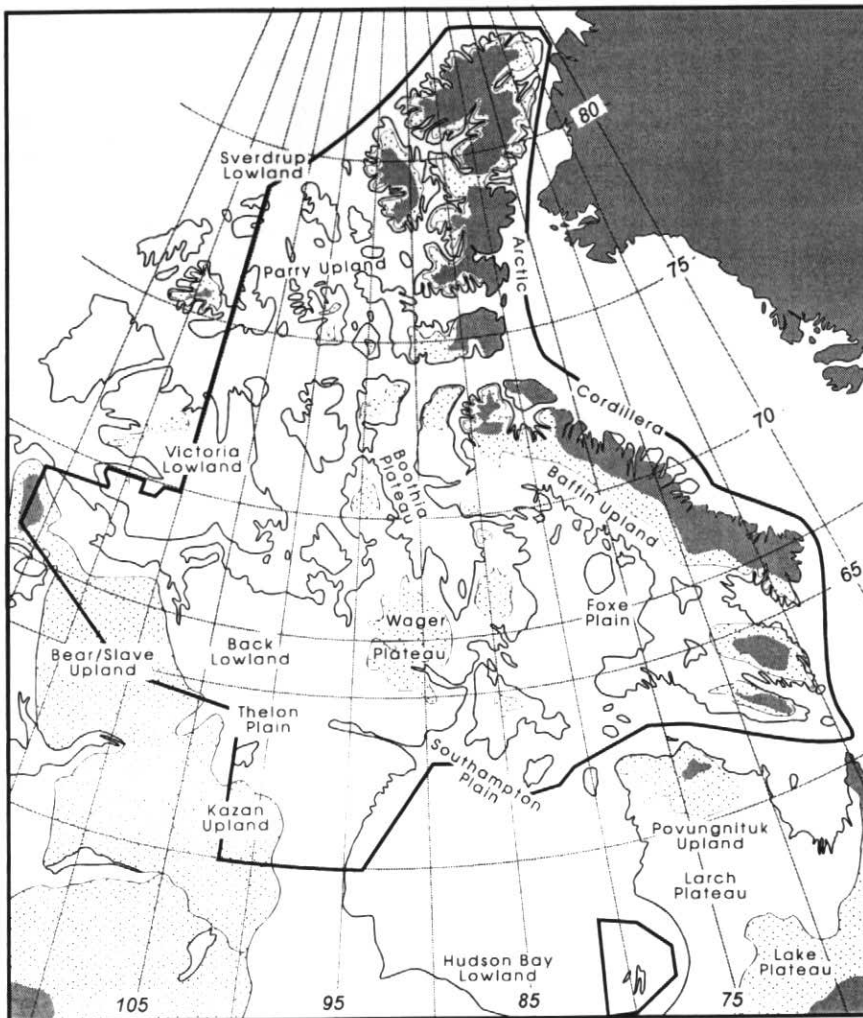 80
Sverdrup
Lowland
Arctic
Parry Upland
75
Cordillera
70
Victoria
Lowland
Boothia
Plateau
Baffin Upland
65
Wager
Plateau
Foxe
Plain
Back
Lowland
Bear/Slave
Upland
Thelon
Plain
Southampton
Plain
Kazan
Upland
Povungnituk
Upland
Larch
Plateau
Hudson Bay
Lowland
Lake
Plateau
105
95
85
75